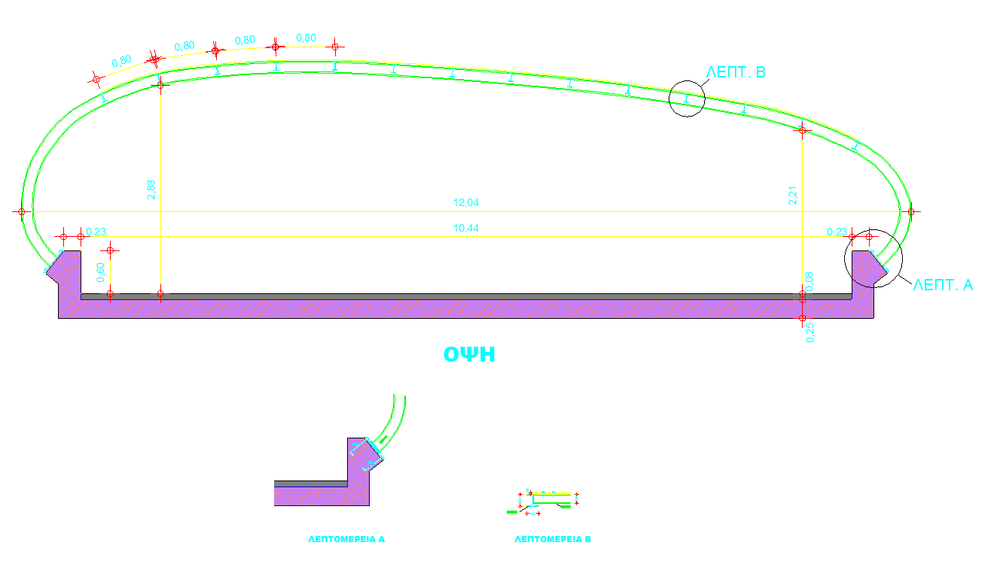 0,80
0,80
0,80
0,80
ΛΕΠΤ. Β
2,83
12,04
2,21
0,23
10,44
0,23
0,60
0,08
ΛΕΠΤ. Α
0,25
ΟΨΗ
ΛΕΠΤΟΜΕΡΕΙΑ Α
ΛΕΠΤΟΜΕΡΕΙΑ Β